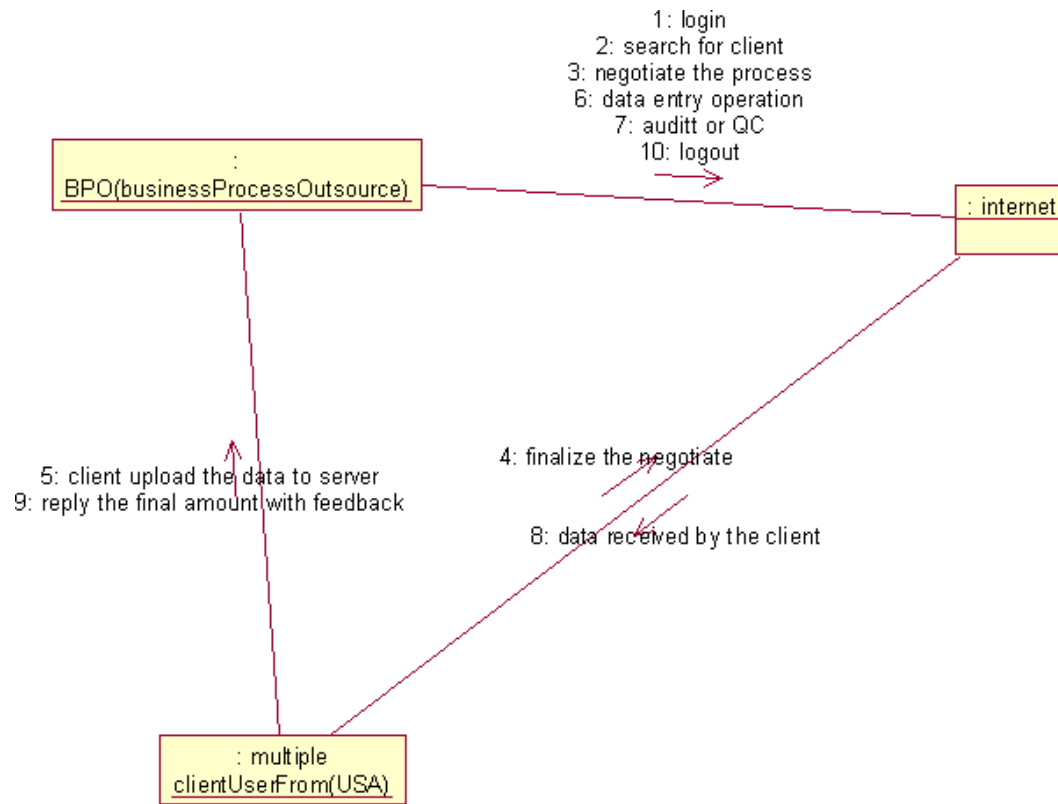 1: login
2: search for client
3: negotiate the process
6: data entry operation
7: auditt or QC
10: logout
:
BPO(businessProcessOutsource)
: internet
4: finalize the negotiate
5: client upload the data to server
9: reply the final amount with feedback
8: data received by the client
: multiple
clientUserFrom(USA)